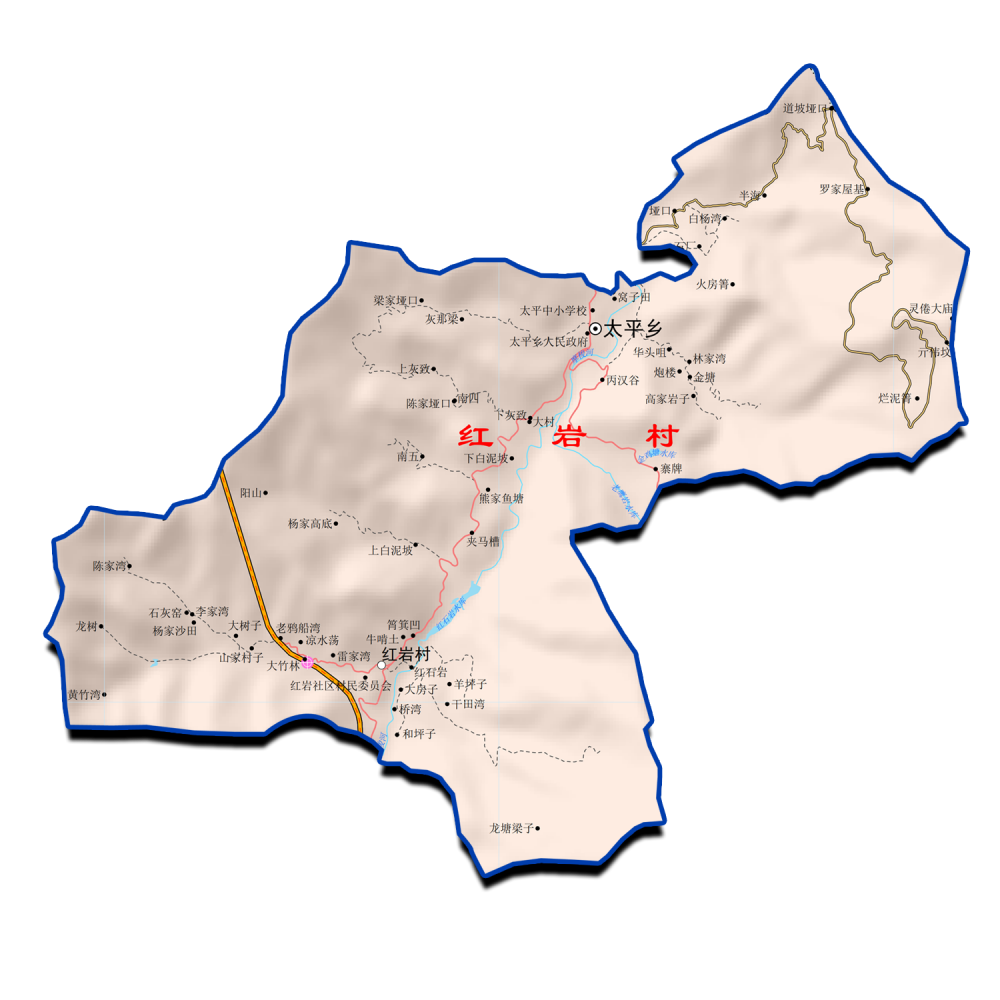 道坡垭口
罗家屋基
半海
垭口
白杨湾
火房箐
灵倦大庙
窝子田
梁家垭口
太平中小学校
灰那梁
太平乡
太平乡人民政府
华头咀
林家湾
上灰致
炮楼
金塘
丙汉谷
陈家垭口
南四
高家岩子
烂泥箐
下灰致
大村
红岩村
南五
下白泥坡
寨牌
阳山
熊家鱼塘
杨家高底
夹马槽
上白泥坡
陈家湾
红石岩水库
石灰窑
李家湾
龙树
杨家沙田
大树子
老鸦船湾
筲箕凹
凉水荡
牛啃土
山家村子
雷家湾
红岩村
大竹林
红石岩
红岩社区村民委员会
大房子
羊坪子
黄竹湾
干田湾
桥湾
和坪子
龙塘梁子